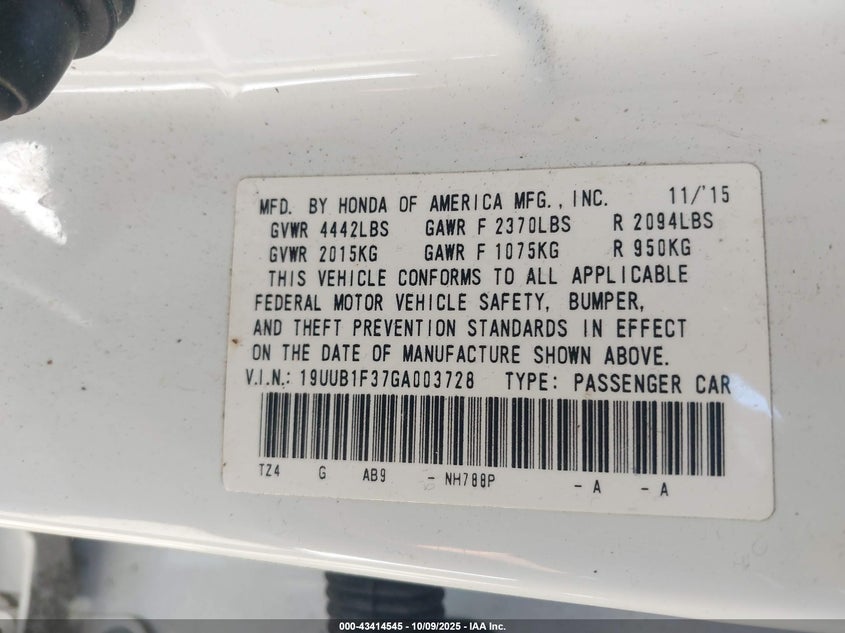 MFD. BY HONDA OF AMERICA MFG., INC. 11/'15
GVWR 4442LBS GAWR F 2370LBS R 2094LBS
GVWR 2015KG GAWR F 1075KG R 950KG
THIS VEHICLE CONFORMS TO ALL APPLICABLE
FEDERAL MOTOR VEHICLE SAFETY, BUMPER,
AND THEFT PREVENTION STANDARDS IN EFFECT
ON THE DATE OF MANUFACTURE SHOWN ABOVE.
V.I.N.: 19UUB1F37GA003728 TYPE: PASSENGER CAR
TZ4 G AB9 - NH788P - A - A
000-43414545 - 10/09/2025 - IAA Inc.